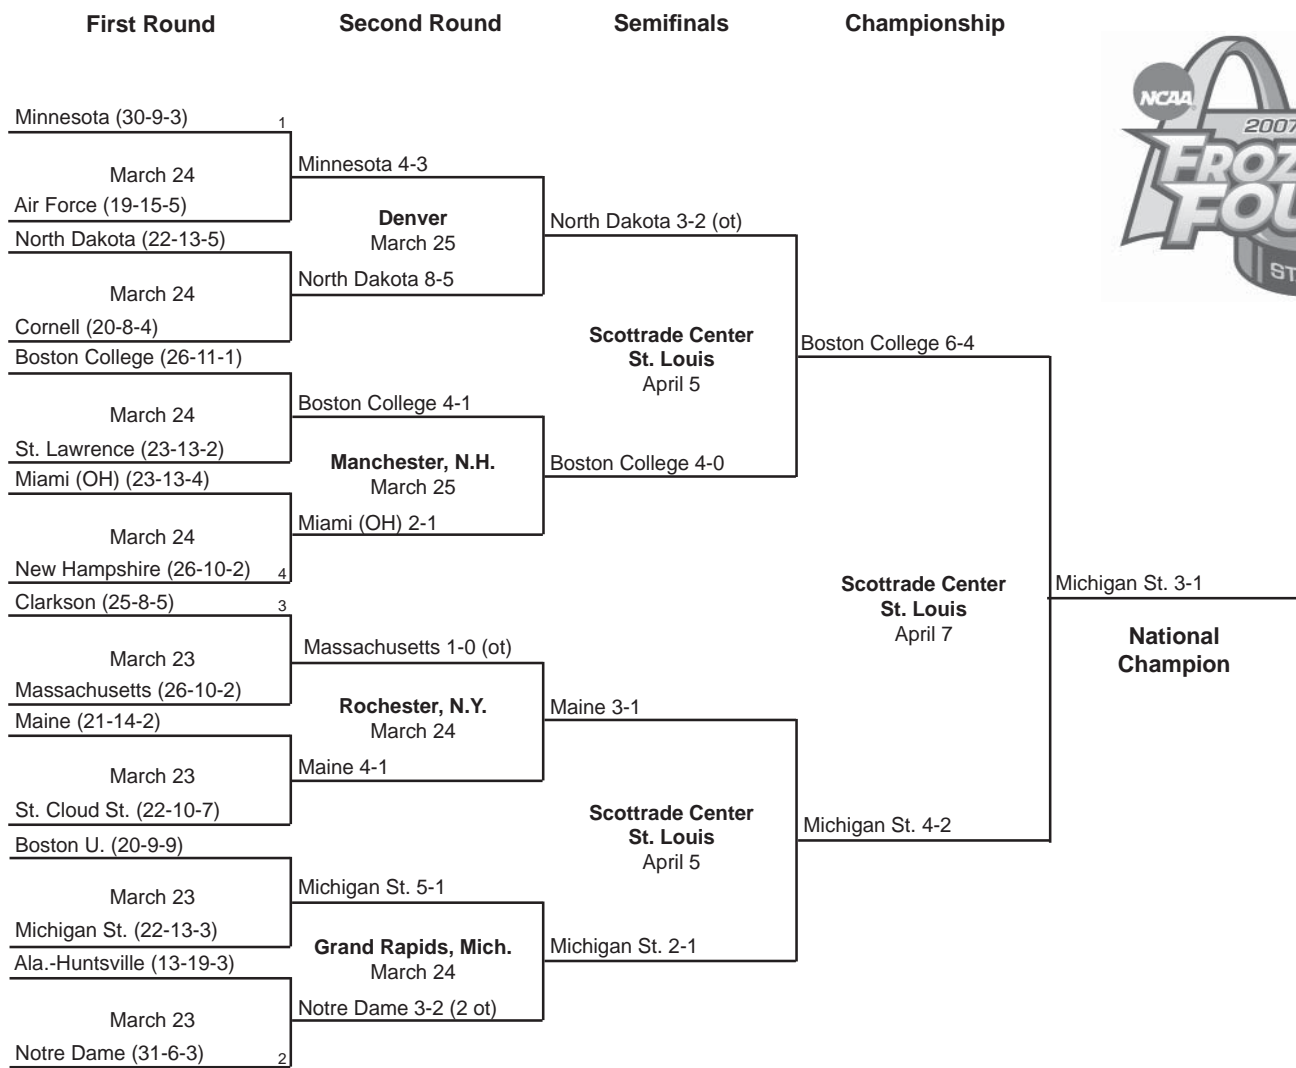 First Round
Second Round
Semifinals
Championship
NCAA
2007
Minnesota (30-9-3)
1
March 24
Air Force (19-15-5)
North Dakota (22-13-5)
March 24
Cornell (20-8-4)
Boston College (26-11-1)
March 24
St. Lawrence (23-13-2)
Miami (OH) (23-13-4)
March 24
New Hampshire (26-10-2)
4
Clarkson (25-8-5)
3
March 23
Massachusetts (26-10-2)
Maine (21-14-2)
March 23
St. Cloud St. (22-10-7)
Boston U. (20-9-9)
March 23
Michigan St. (22-13-3)
Ala.-Huntsville (13-19-3)
March 23
Notre Dame (31-6-3)
2
Minnesota 4-3
Denver
March 25
North Dakota 8-5
Boston College 4-1
Manchester, N.H.
March 25
Miami (OH) 2-1
Massachusetts 1-0 (ot)
Rochester, N.Y.
March 24
Maine 4-1
Michigan St. 5-1
Grand Rapids, Mich.
March 24
Notre Dame 3-2 (2 ot)
North Dakota 3-2 (ot)
Scottrade Center
St. Louis
April 5
Boston College 4-0
Maine 3-1
Scottrade Center
St. Louis
April 5
Michigan St. 2-1
Boston College 6-4
Scottrade Center
St. Louis
April 7
Michigan St. 4-2
Michigan St. 3-1
National
Champion